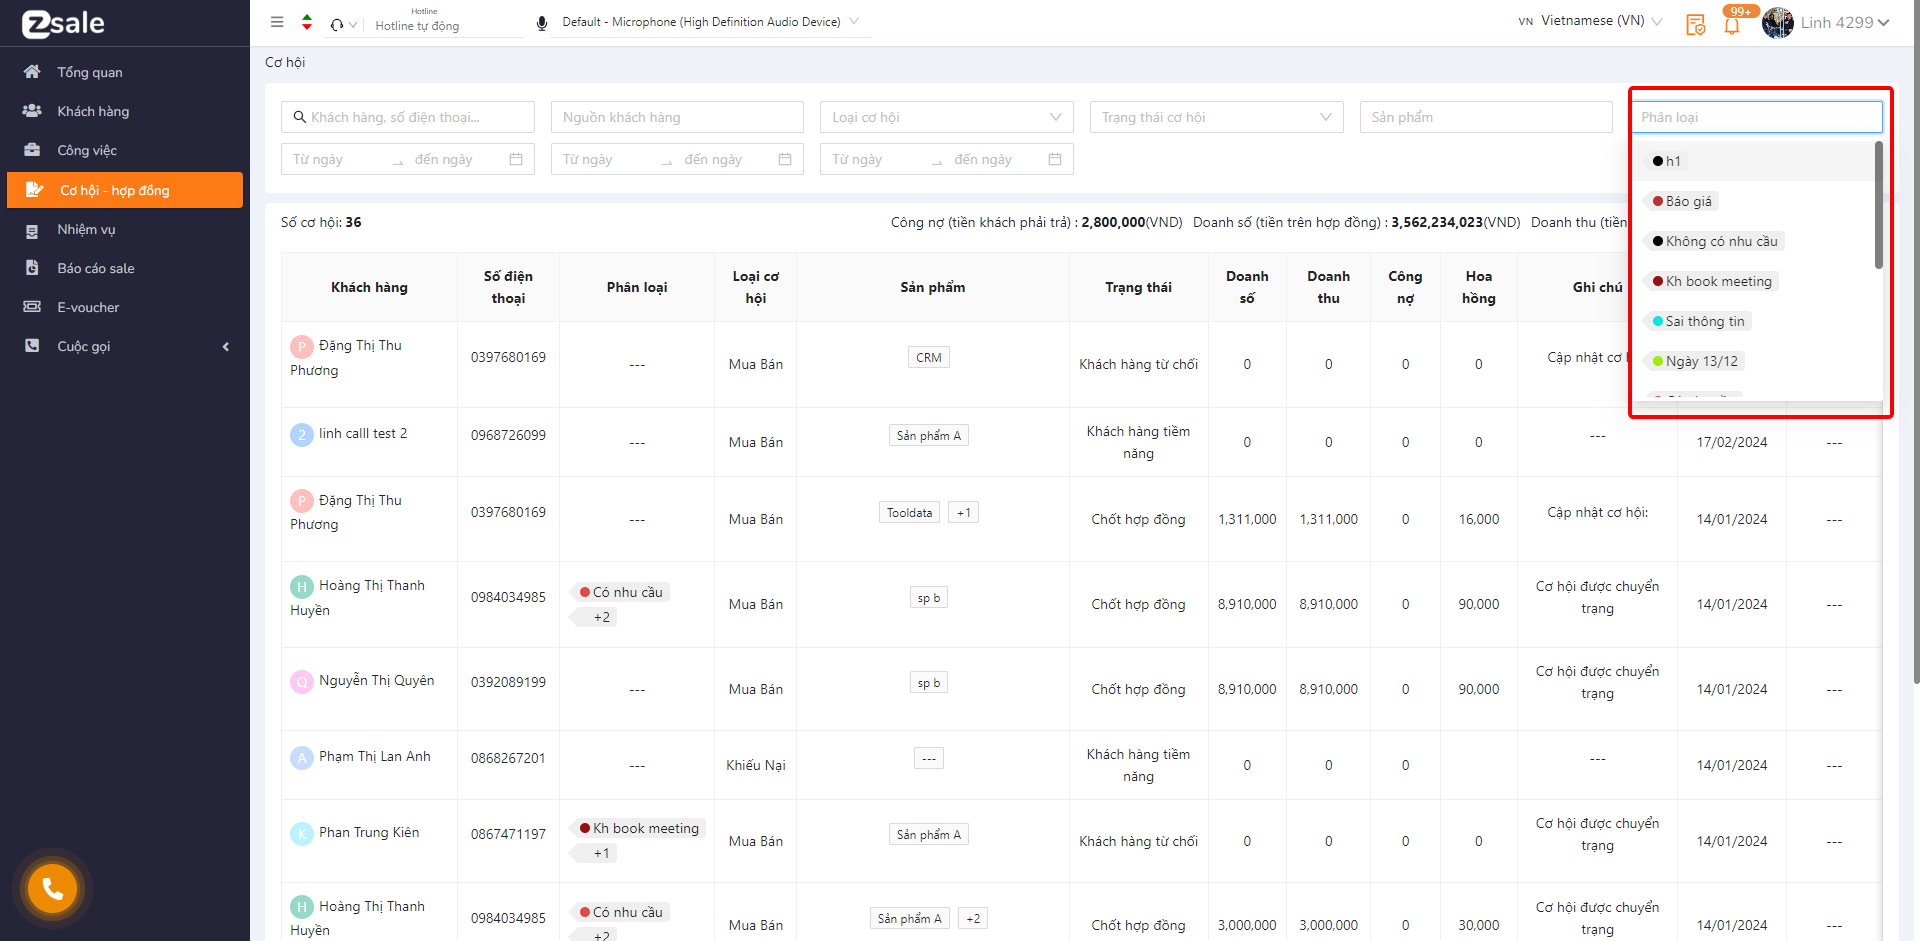 zsale
Hotline
Hotline tự động
Default - Microphone (High Definition Audio Device)
VN Vietnamese (VN)
99+
Linh 4299
Tổng quan
Khách hàng
Công việc
Cơ hội - hợp đồng
Nhiệm vụ
Báo cáo sale
E-voucher
Cuộc gọi
Cơ hội
Khách hàng, số điện thoại...
Nguồn khách hàng
Loại cơ hội
Trạng thái cơ hội
Sản phẩm
Phân loại
Từ ngày đến ngày
Từ ngày đến ngày
Từ ngày đến ngày
h1
Báo giá
Không có nhu cầu
Kh book meeting
Sai thông tin
Ngày 13/12
Số cơ hội: 36
Công nợ (tiền khách phải trả) : 2,800,000(VND) Doanh số (tiền trên hợp đồng) : 3,562,234,023(VND) Doanh thu (tiền
Khách hàng
Số điện
thoại
Phân loại
Loại cơ
hội
Sản phẩm
Trạng thái
Doanh
số
Doanh
thu
Công
nợ
Hoa
hồng
Ghi chú
P Đặng Thị Thu
Phương
0397680169
---
Mua Bán
CRM
Khách hàng từ chối
0
0
0
0
Cập nhật cơ
2 linh calll test 2
0968726099
---
Mua Bán
Sản phẩm A
Khách hàng tiềm
năng
0
0
0
0
---
17/02/2024
---
P Đặng Thị Thu
Phương
0397680169
---
Mua Bán
Tooldata +1
Chốt hợp đồng
1,311,000
1,311,000
0
16,000
Cập nhật cơ hội:
14/01/2024
---
H Hoàng Thị Thanh
Huyền
0984034985
Có nhu cầu
+2
Mua Bán
sp b
Chốt hợp đồng
8,910,000
8,910,000
0
90,000
Cơ hội được chuyển
trạng
14/01/2024
---
Q Nguyễn Thị Quyên
0392089199
---
Mua Bán
sp b
Chốt hợp đồng
8,910,000
8,910,000
0
90,000
Cơ hội được chuyển
trạng
14/01/2024
---
A Phạm Thị Lan Anh
0868267201
---
Khiếu Nại
---
Khách hàng tiềm
năng
0
0
0
---
14/01/2024
---
K Phan Trung Kiên
0867471197
Kh book meeting
+1
Mua Bán
Sản phẩm A
Khách hàng từ chối
0
0
0
0
Cơ hội được chuyển
trạng
14/01/2024
---
H Hoàng Thị Thanh
Huyền
0984034985
Có nhu cầu
+2
Mua Bán
Sản phẩm A +2
Chốt hợp đồng
3,000,000
3,000,000
0
30,000
Cơ hội được chuyển
trạng
14/01/2024
---